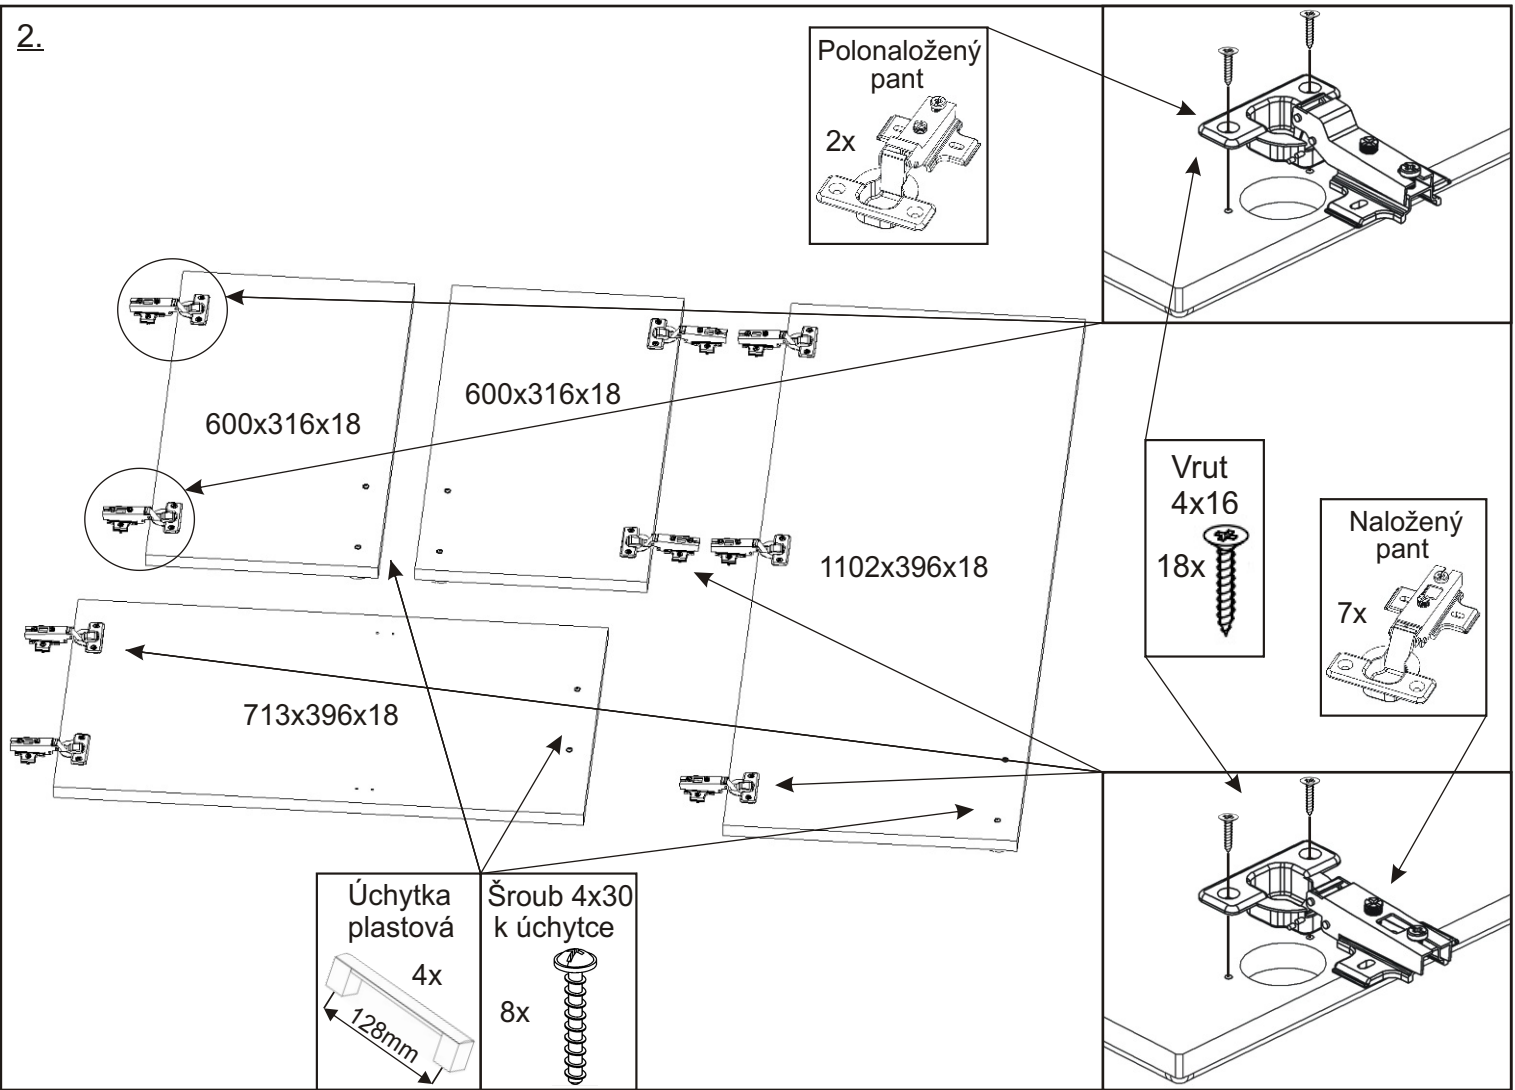 2.
Polonaložený
pant
2x
600x316x18
600x316x18
1102x396x18
713x396x18
Vrut
4x16
18x
Naložený
pant
7x
Úchytka
plastová
4x
128mm
Šroub 4x30
k úchytce
8x